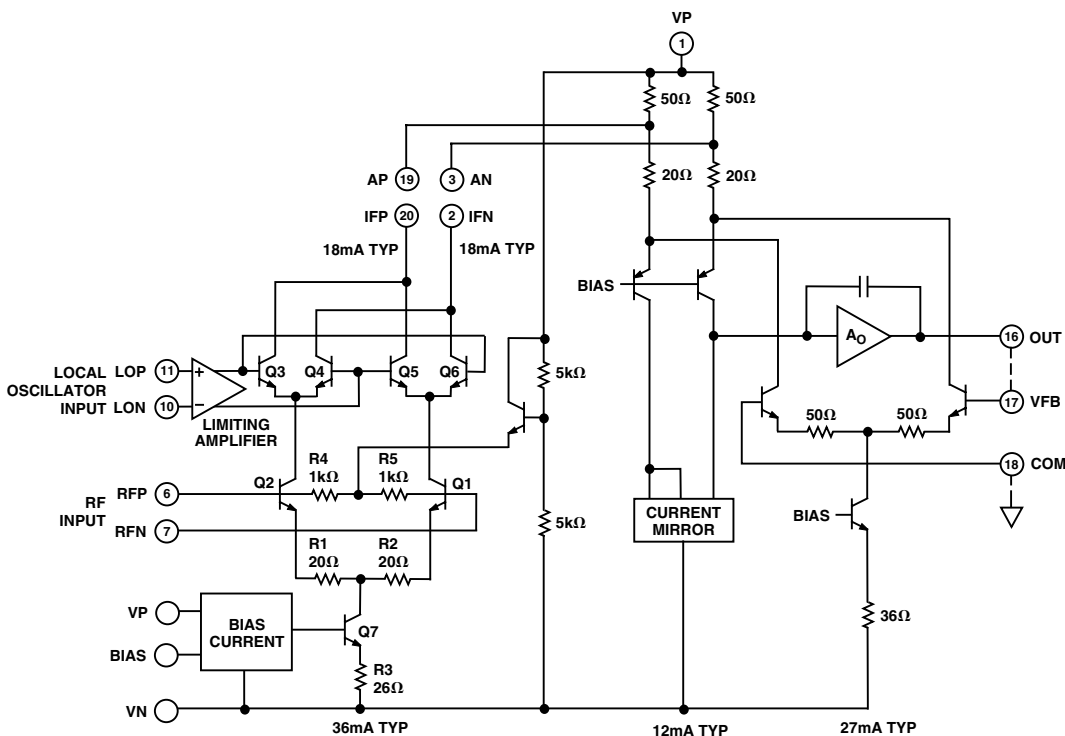 VP
1
50Ω
50Ω
AP
19
3
AN
20Ω
20Ω
IFP
20
2
IFN
18mA TYP
18mA TYP
BIAS
A_O
16
OUT
LOCAL
OSCILLATOR
INPUT
LOP
11
LON
10
+
–
LIMITING
AMPLIFIER
Q3
Q4
Q5
Q6
5kΩ
50Ω
50Ω
17
VFB
18
COM
R4
1kΩ
R5
1kΩ
Q2
Q1
RF
INPUT
RFP
6
RFN
7
5kΩ
CURRENT
MIRROR
BIAS
R1
20Ω
R2
20Ω
VP
BIAS
BIAS
CURRENT
Q7
R3
26Ω
36Ω
VN
36mA TYP
12mA TYP
27mA TYP